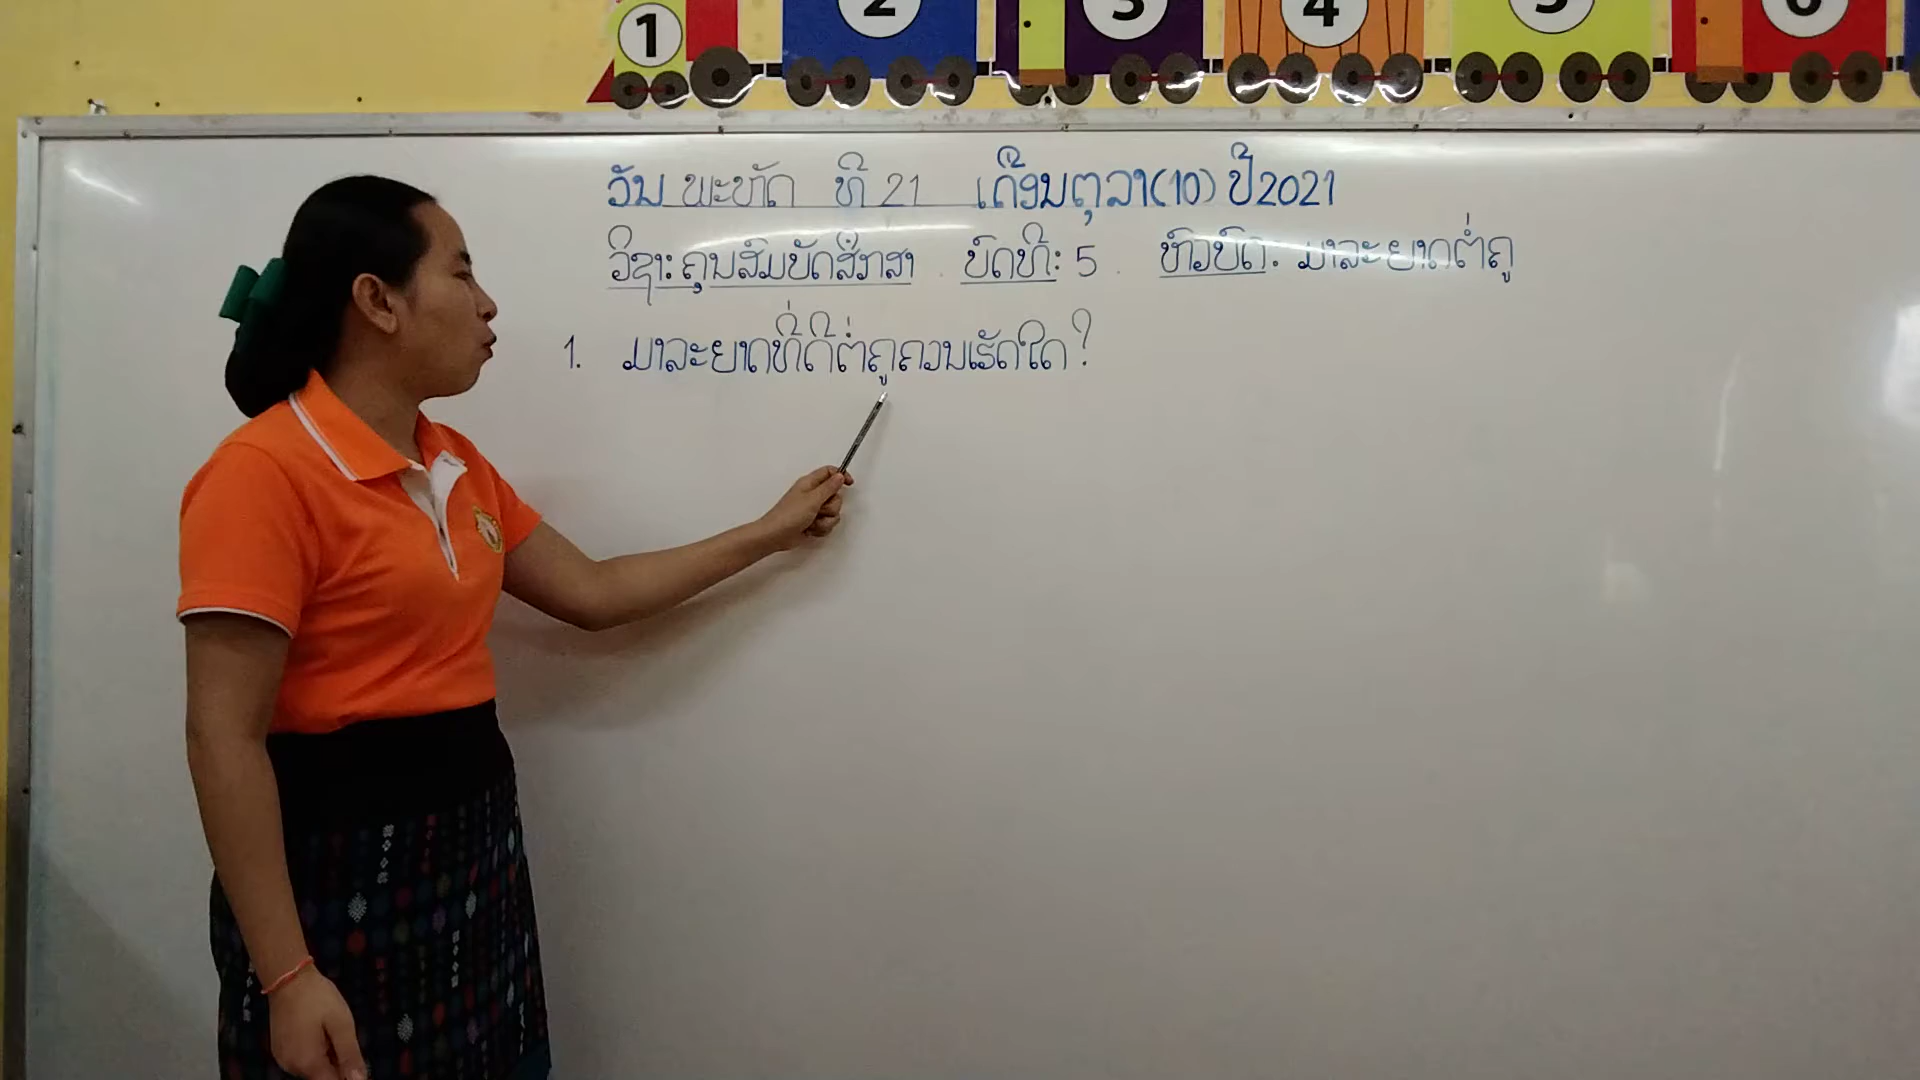 1 2 3 4 5 6
ວັນ ພະຫັດ ທີ 21 ເດືອນຕຸລາ(10) ປີ2021
ວິຊາ: ຄຸນສົມບັດສຶກສາ ບົດທີ: 5 ຫົວບົດ: ມາລະຍາດຕໍ່ຄູ
1. ມາລະຍາດທີ່ດີຕໍ່ຄູຄວນເຮັດໃດ?